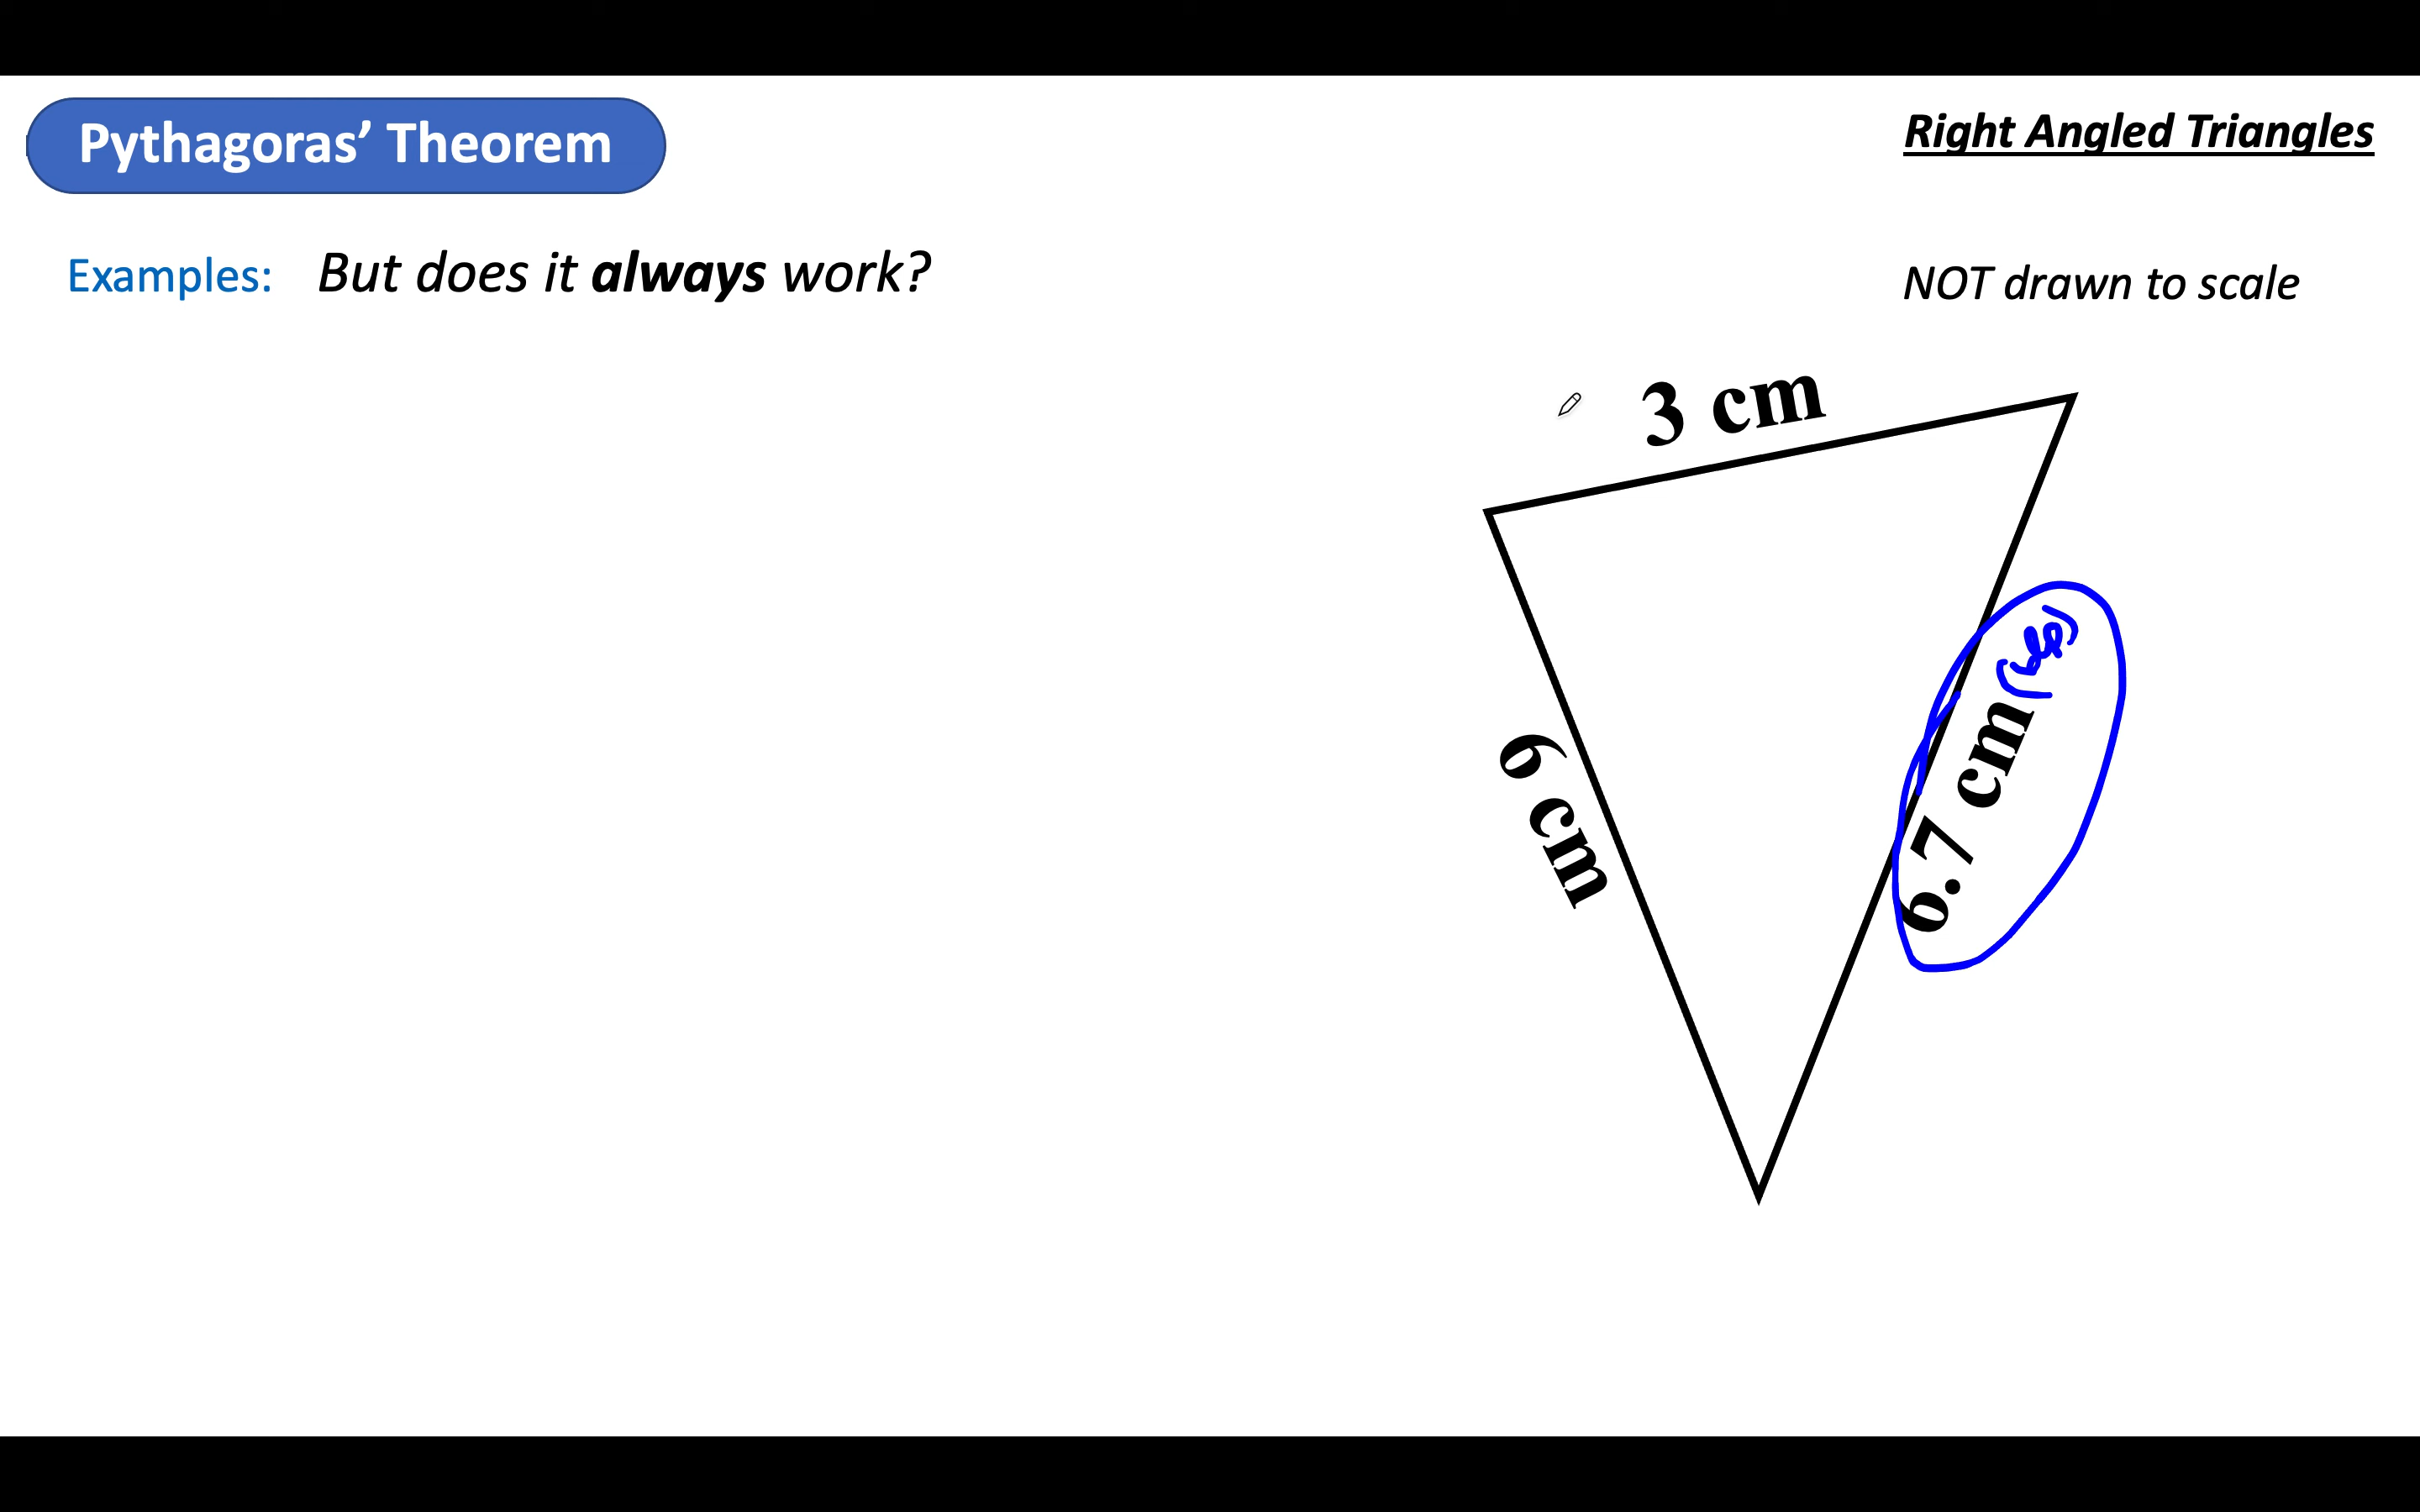 Pythagoras’ Theorem
Right Angled Triangles
Examples: But does it always work?
NOT drawn to scale
3 cm
6 cm
6.7 cm